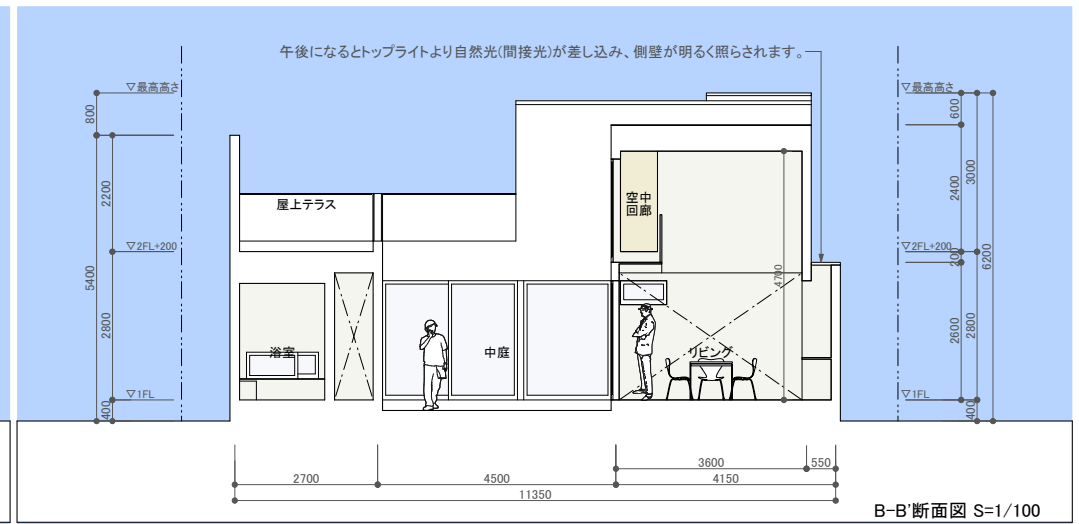 午後になるとトップライトより自然光(間接光)が差し込み、側壁が明るく照らされます。
▽最高高さ
▽最高高さ
800
600
2200
2400
3000
屋上テラス
空中
回廊
▽2FL+200
▽2FL+200
200
5400
4700
6200
2800
2600
2800
浴室
中庭
リビング
▽1FL
▽1FL
400
400
2700
4500
3600
550
4150
11350
B-B'断面図 S=1/100